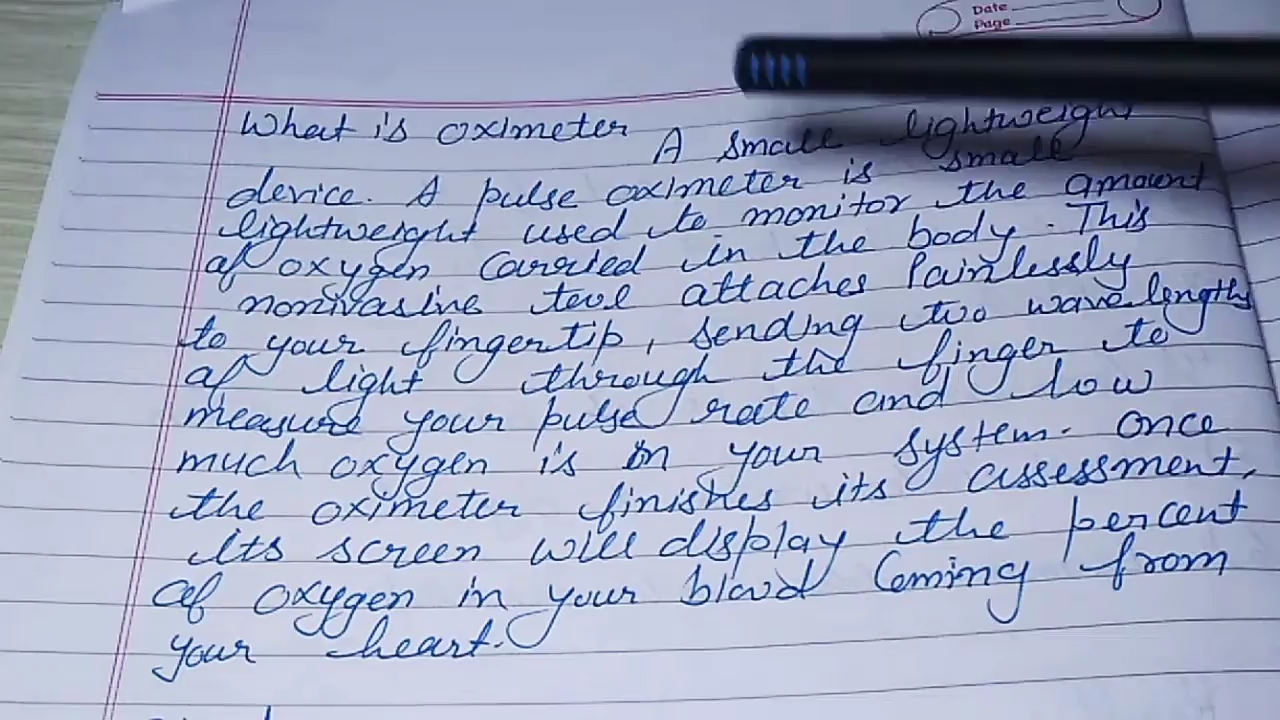 Date
Page
What is oximeter A small lightweight
device. A pulse oximeter is small
lightweight used to monitor the amount
of oxygen carried in the body. This
nonivasine tool attaches Painlessly
to your fingertip, sending two wavelengths
of light through the finger to
measure your pulse rate and how
much oxygen is in your system. Once
the oximeter finishes its assessment,
its screen will display the percent
of oxygen in your blood Coming from
your heart.